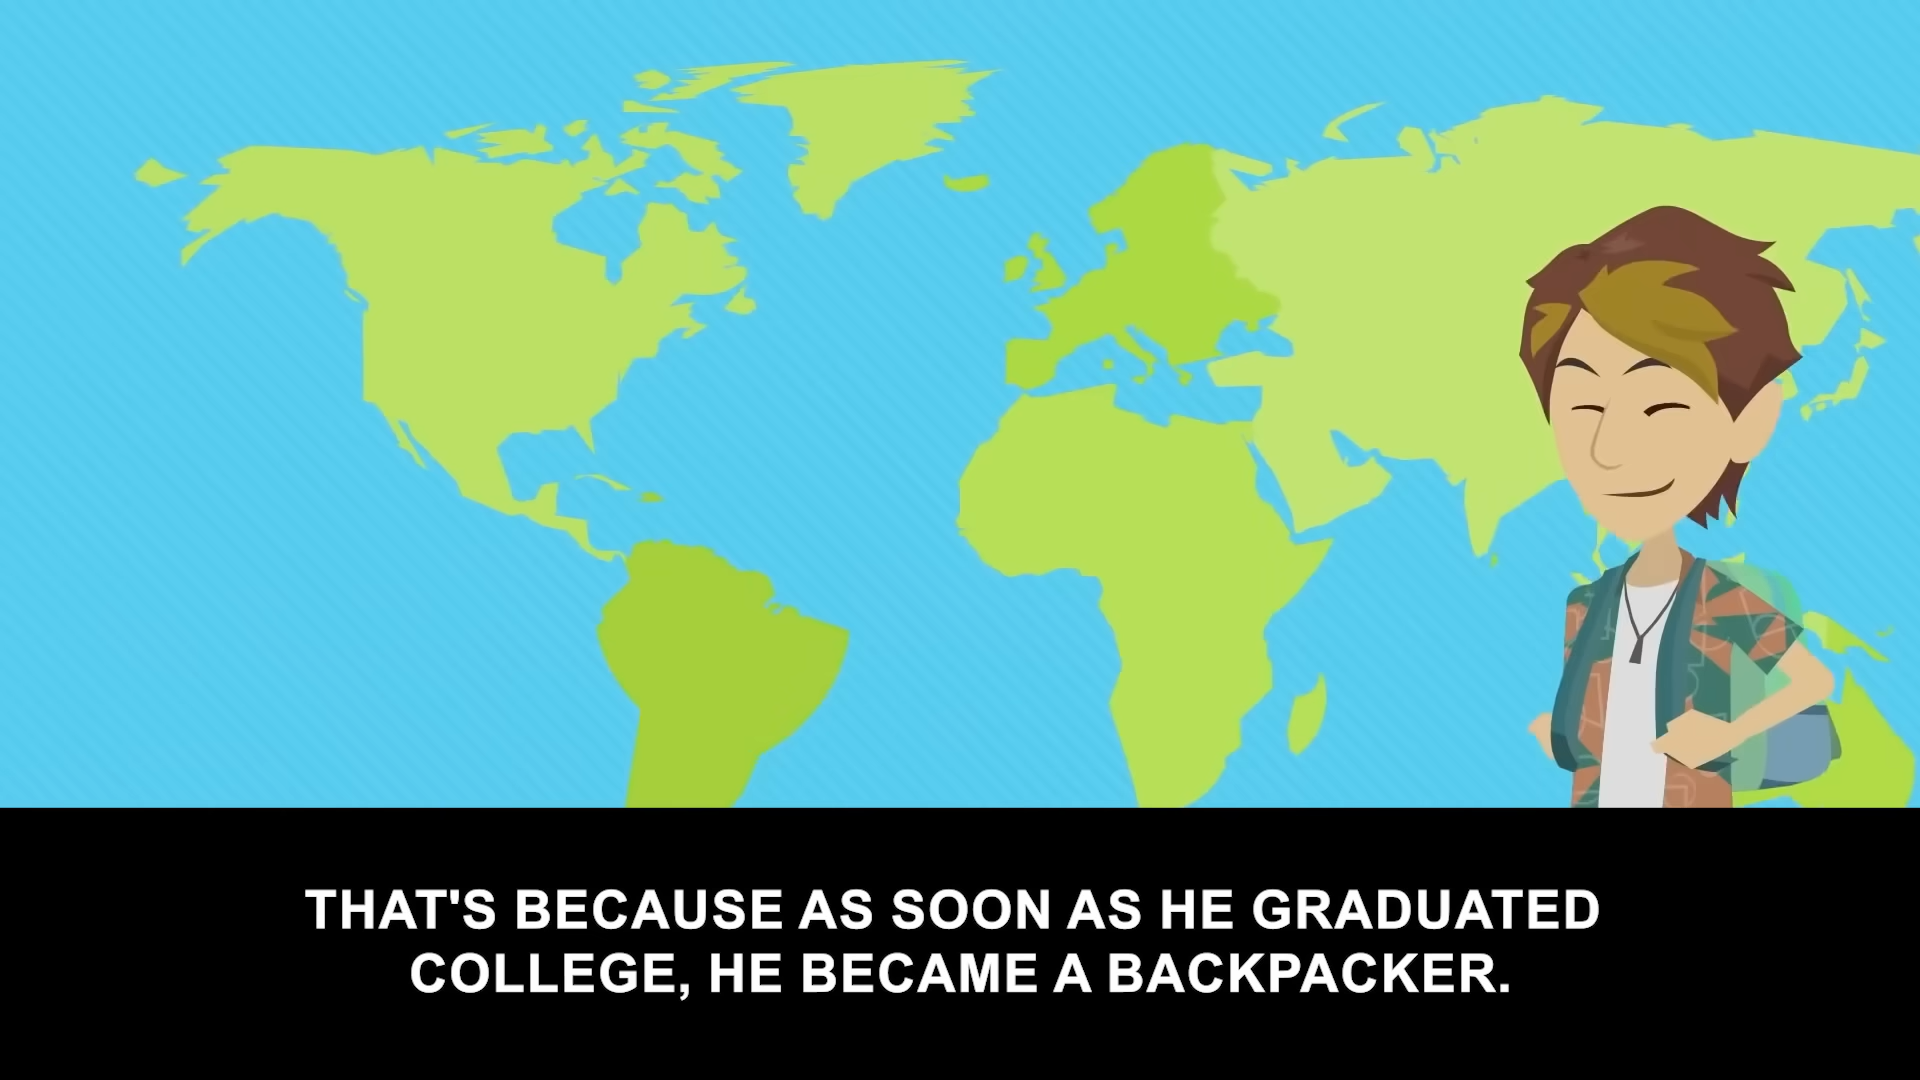 THAT'S BECAUSE AS SOON AS HE GRADUATED
COLLEGE, HE BECAME A BACKPACKER.